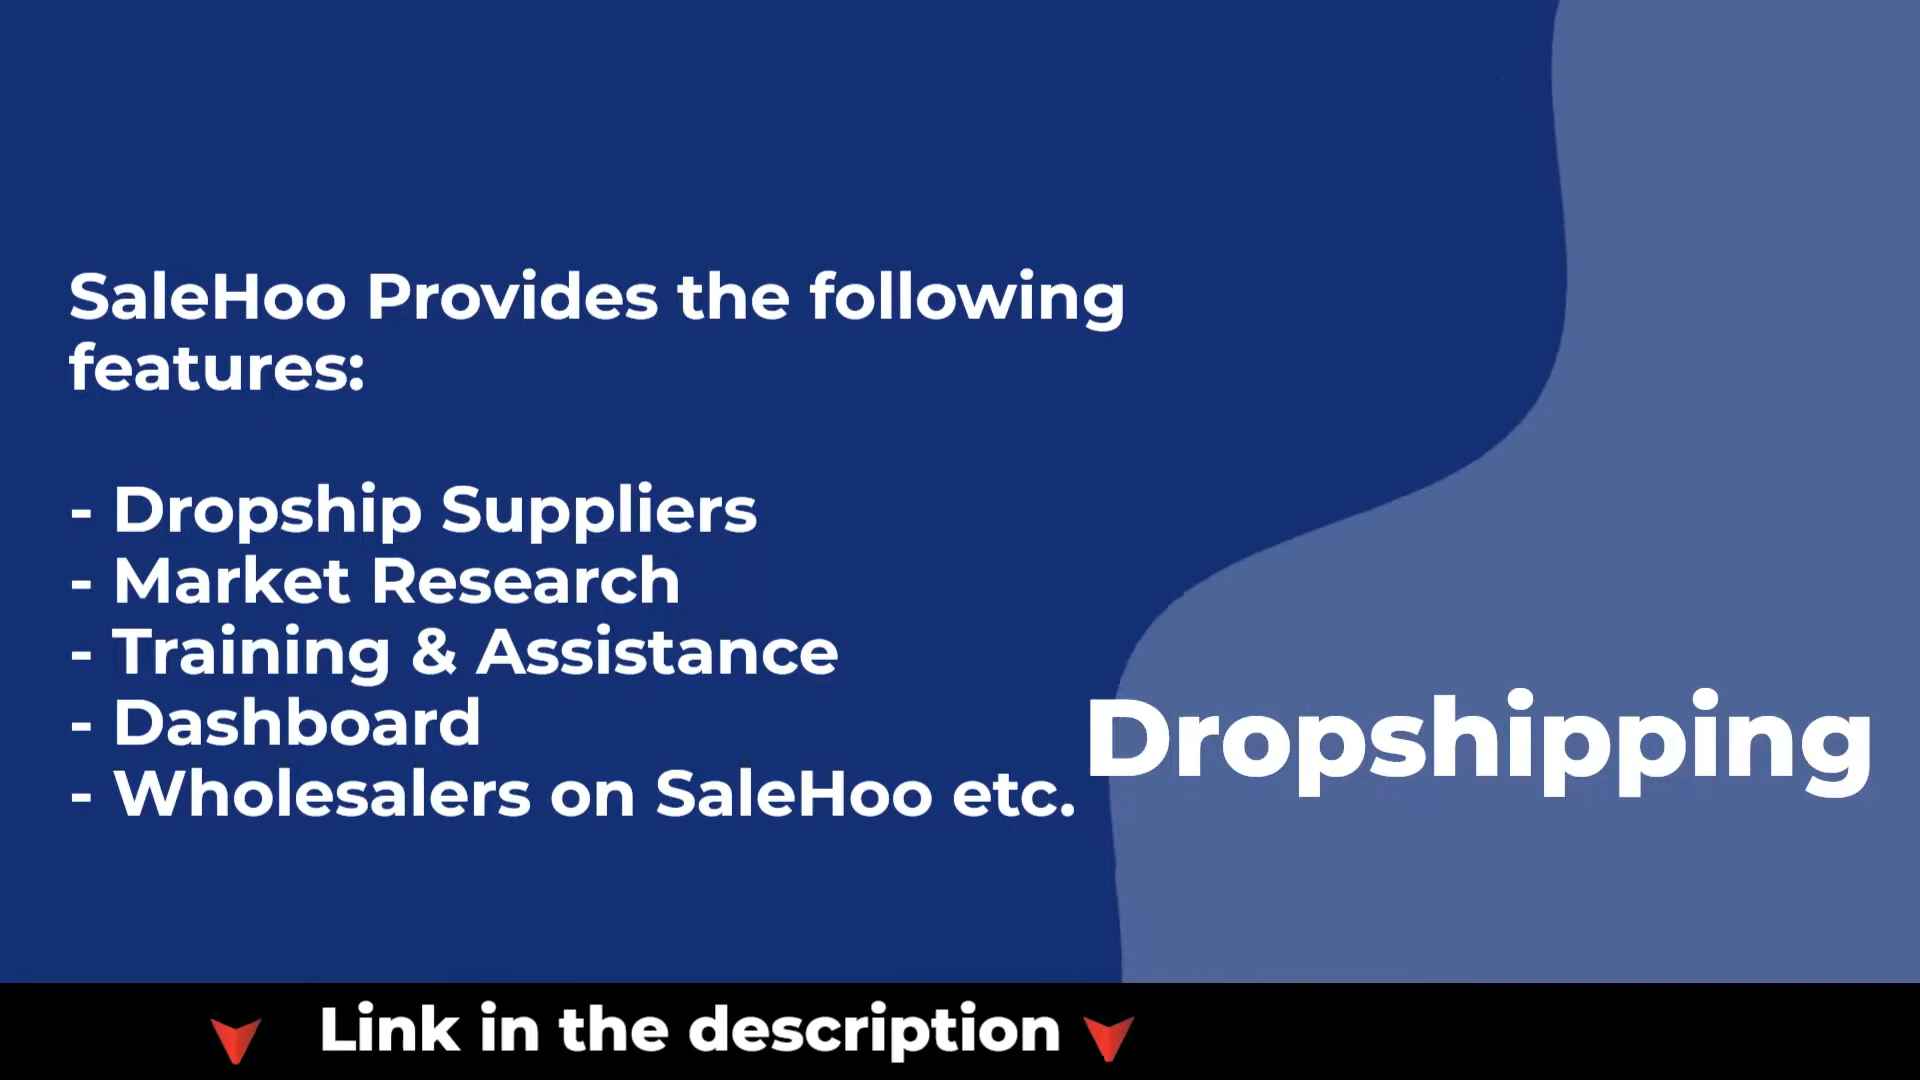 SaleHoo Provides the following
features:
- Dropship Suppliers
- Market Research
- Training & Assistance
- Dashboard
- Wholesalers on SaleHoo etc.
Dropshipping
Link in the description